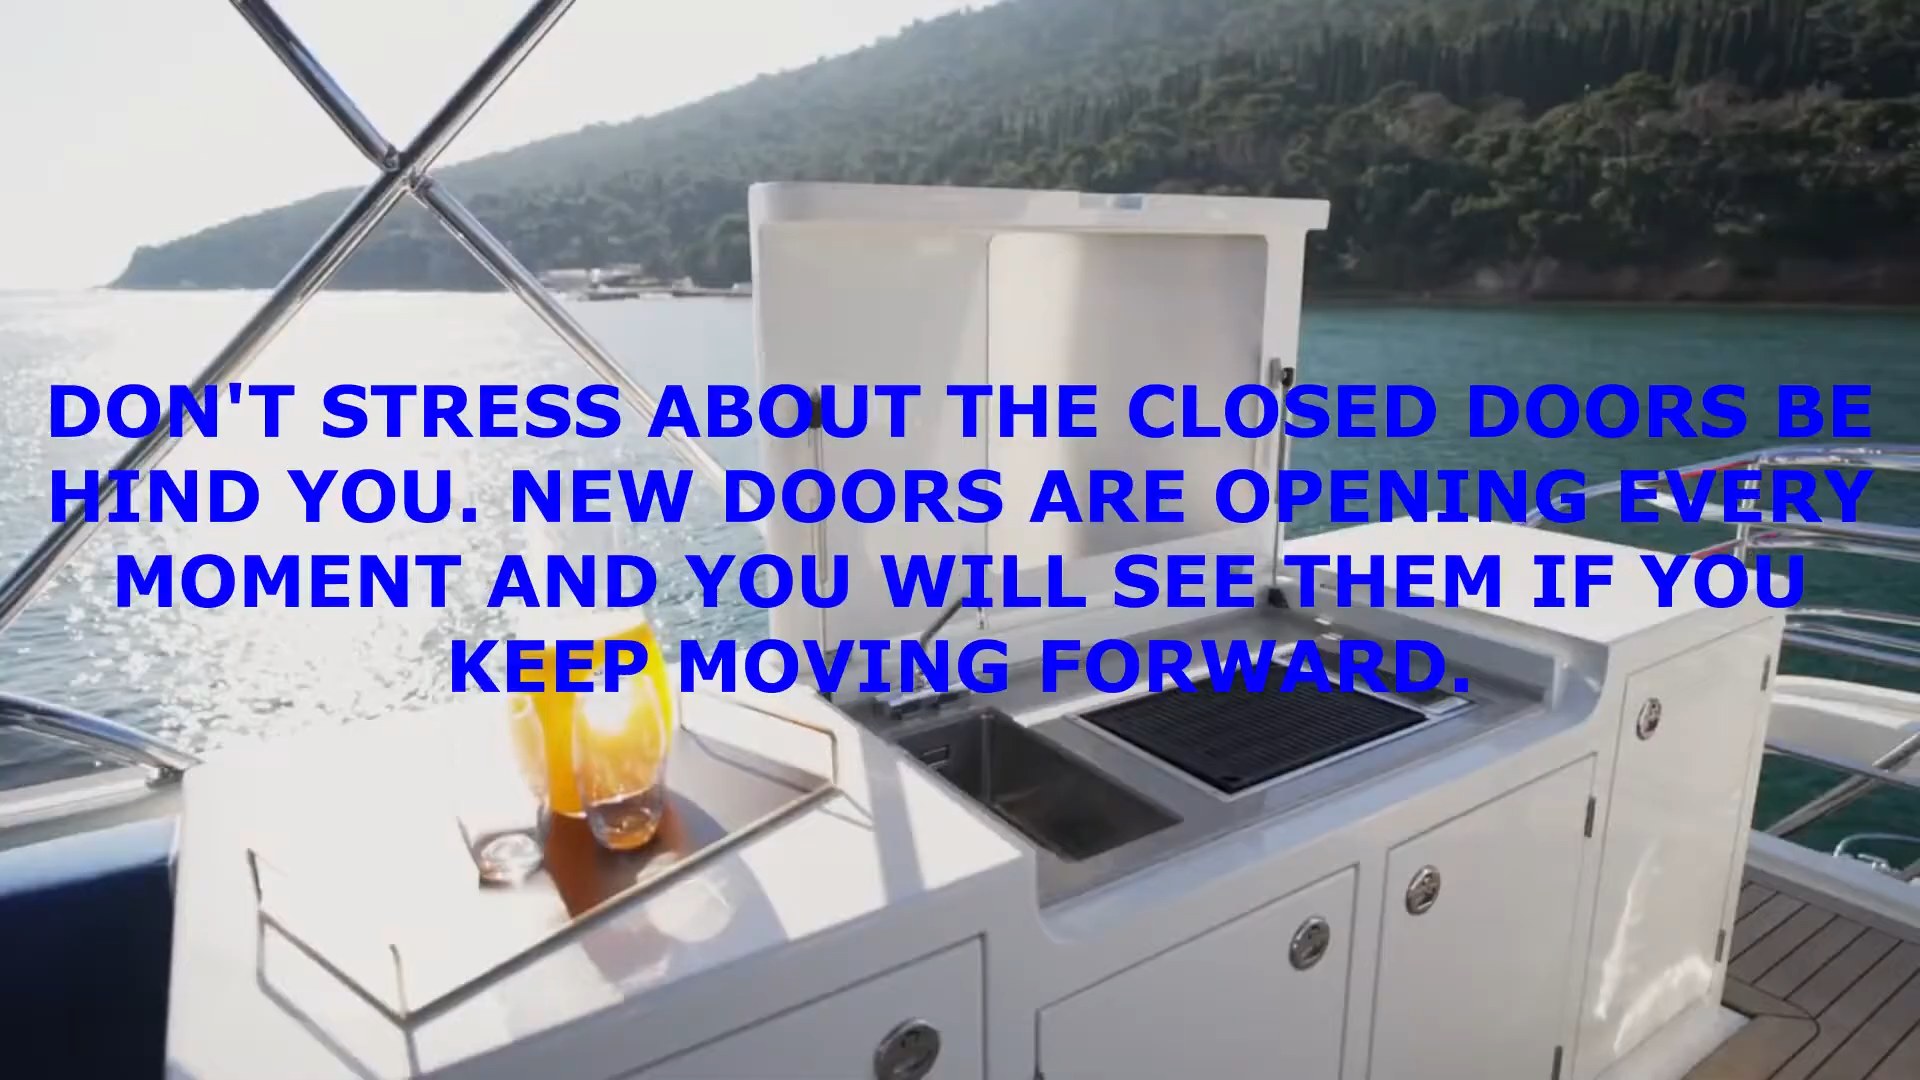 DON'T STRESS ABOUT THE CLOSED DOORS BE
HIND YOU. NEW DOORS ARE OPENING EVERY
MOMENT AND YOU WILL SEE THEM IF YOU
KEEP MOVING FORWARD.